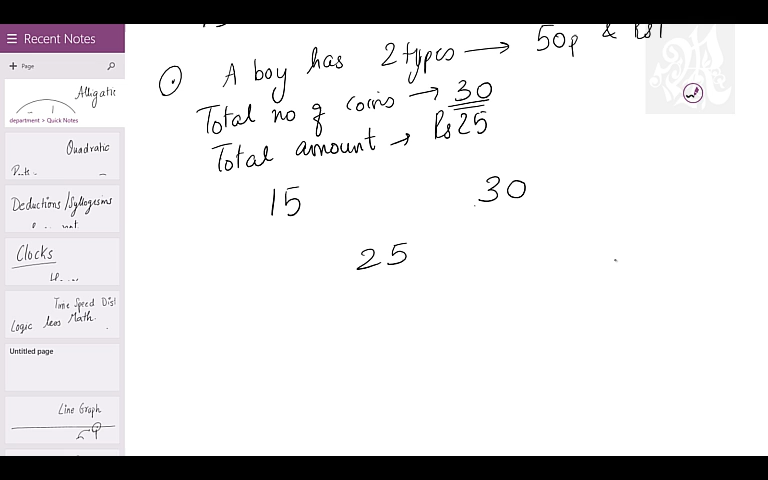 Recent Notes
+ Page
Alligatic
department > Quick Notes
Quadratic
Deductions/Syllogisms
Clocks
Time Speed Dist
Logic less Math.
Untitled page
Line Graph
A boy has 2 types → 50p & Rs1
Total no of coins → 30
Total amount → Rs 25
15 30
25